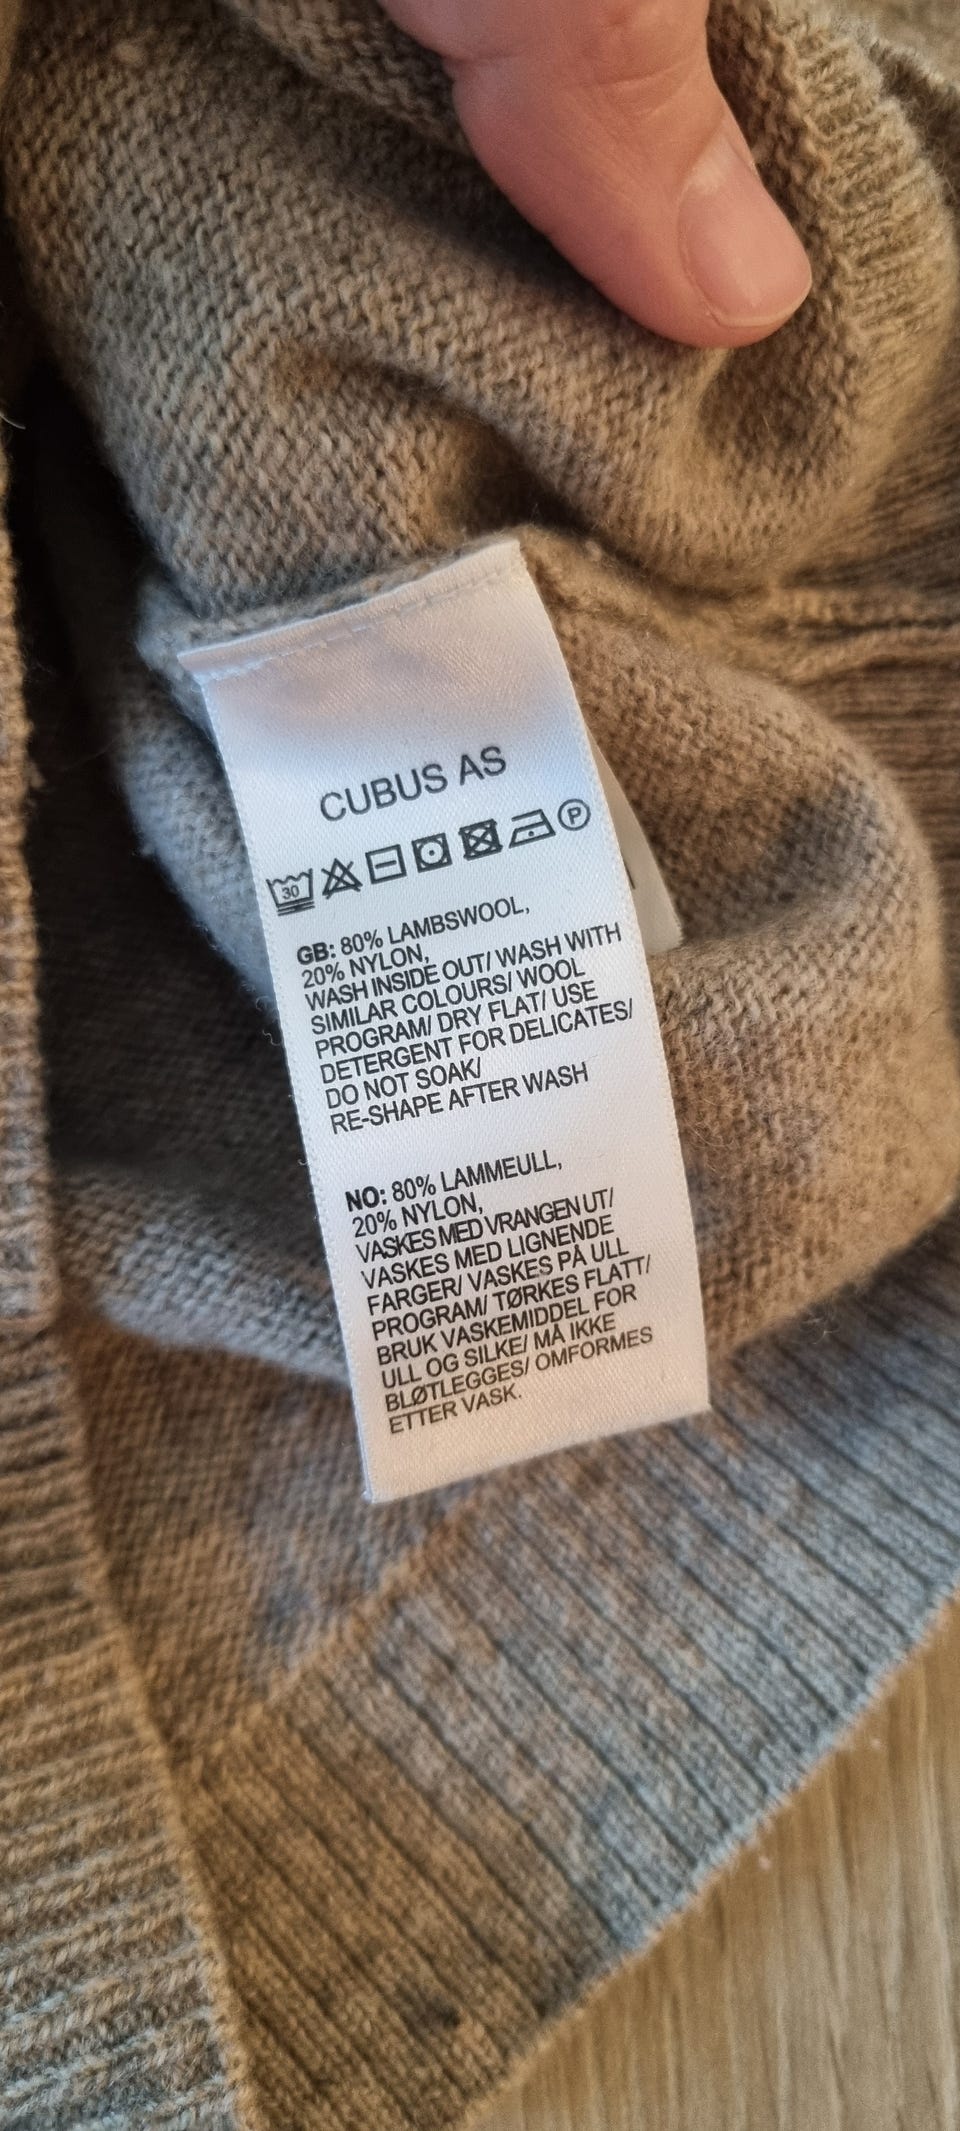 CUBUS AS
30 P
GB: 80% LAMBSWOOL,
20% NYLON,
WASH INSIDE OUT/ WASH WITH
SIMILAR COLOURS/ WOOL
PROGRAM/ DRY FLAT/ USE
DETERGENT FOR DELICATES/
DO NOT SOAK/
RE-SHAPE AFTER WASH
NO: 80% LAMMEULL,
20% NYLON,
VASKES MED VRANGEN UT/
VASKES MED LIGNENDE
FARGER/ VASKES PÅ ULL
PROGRAM/ TØRKES FLATT/
BRUK VASKEMIDDEL FOR
ULL OG SILKE/ MÅ IKKE
BLØTLEGGES/ OMFORMES
ETTER VASK.